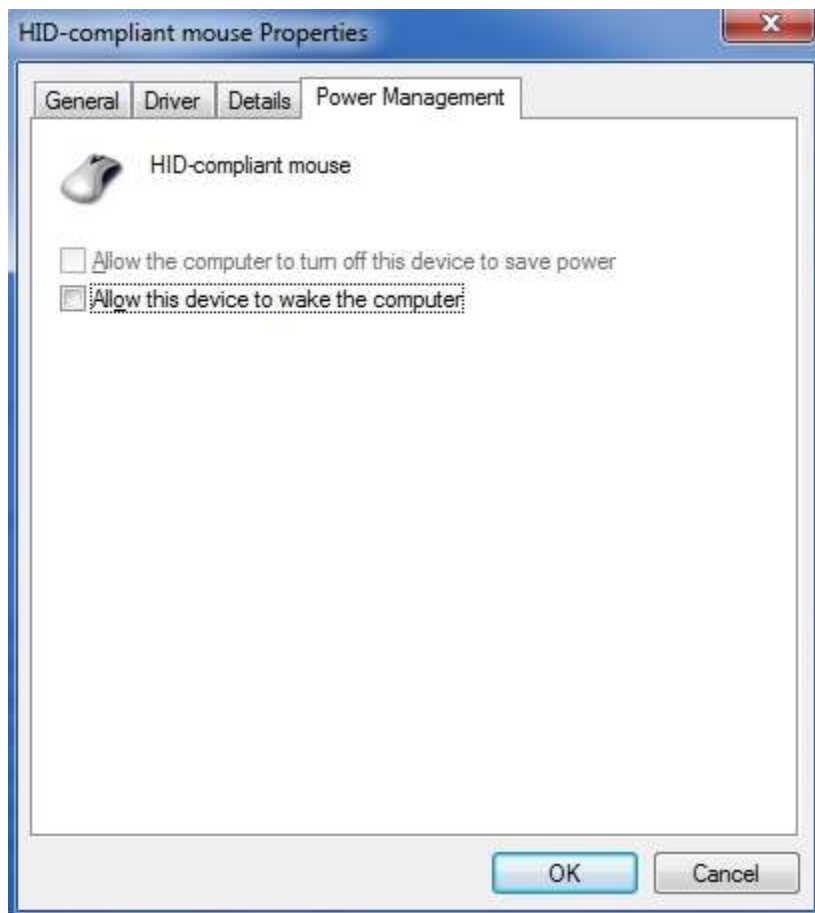 HID-compliant mouse Properties
General Driver Details Power Management
HID-compliant mouse
Allow the computer to turn off this device to save power
Allow this device to wake the computer
OK Cancel